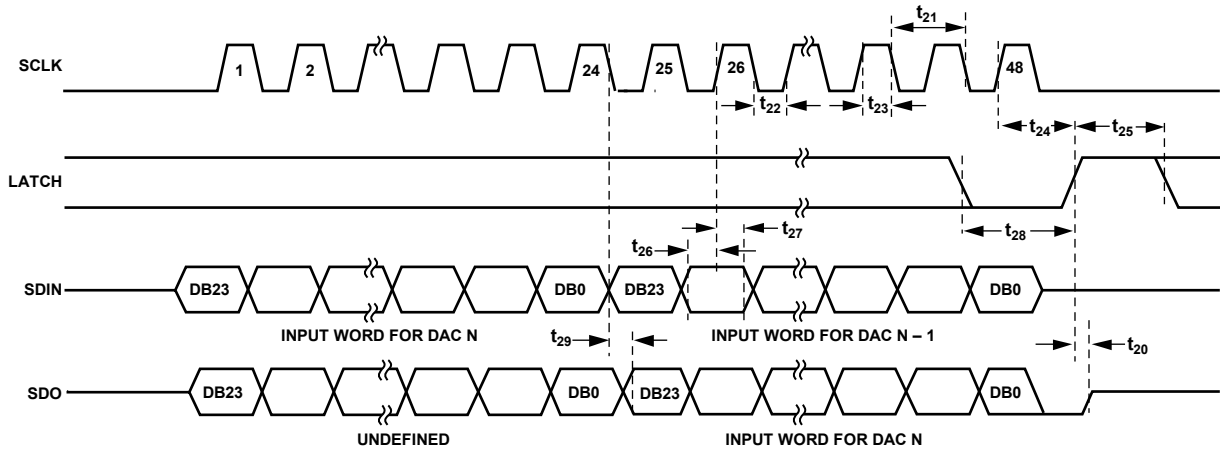 t21
SCLK
1
2
24
25
26
48
t22
t23
t24
t25
LATCH
t28
t26
t27
SDIN
DB23
DB0
DB23
DB0
INPUT WORD FOR DAC N
INPUT WORD FOR DAC N – 1
t29
t20
SDO
DB23
DB0
DB23
DB0
UNDEFINED
INPUT WORD FOR DAC N